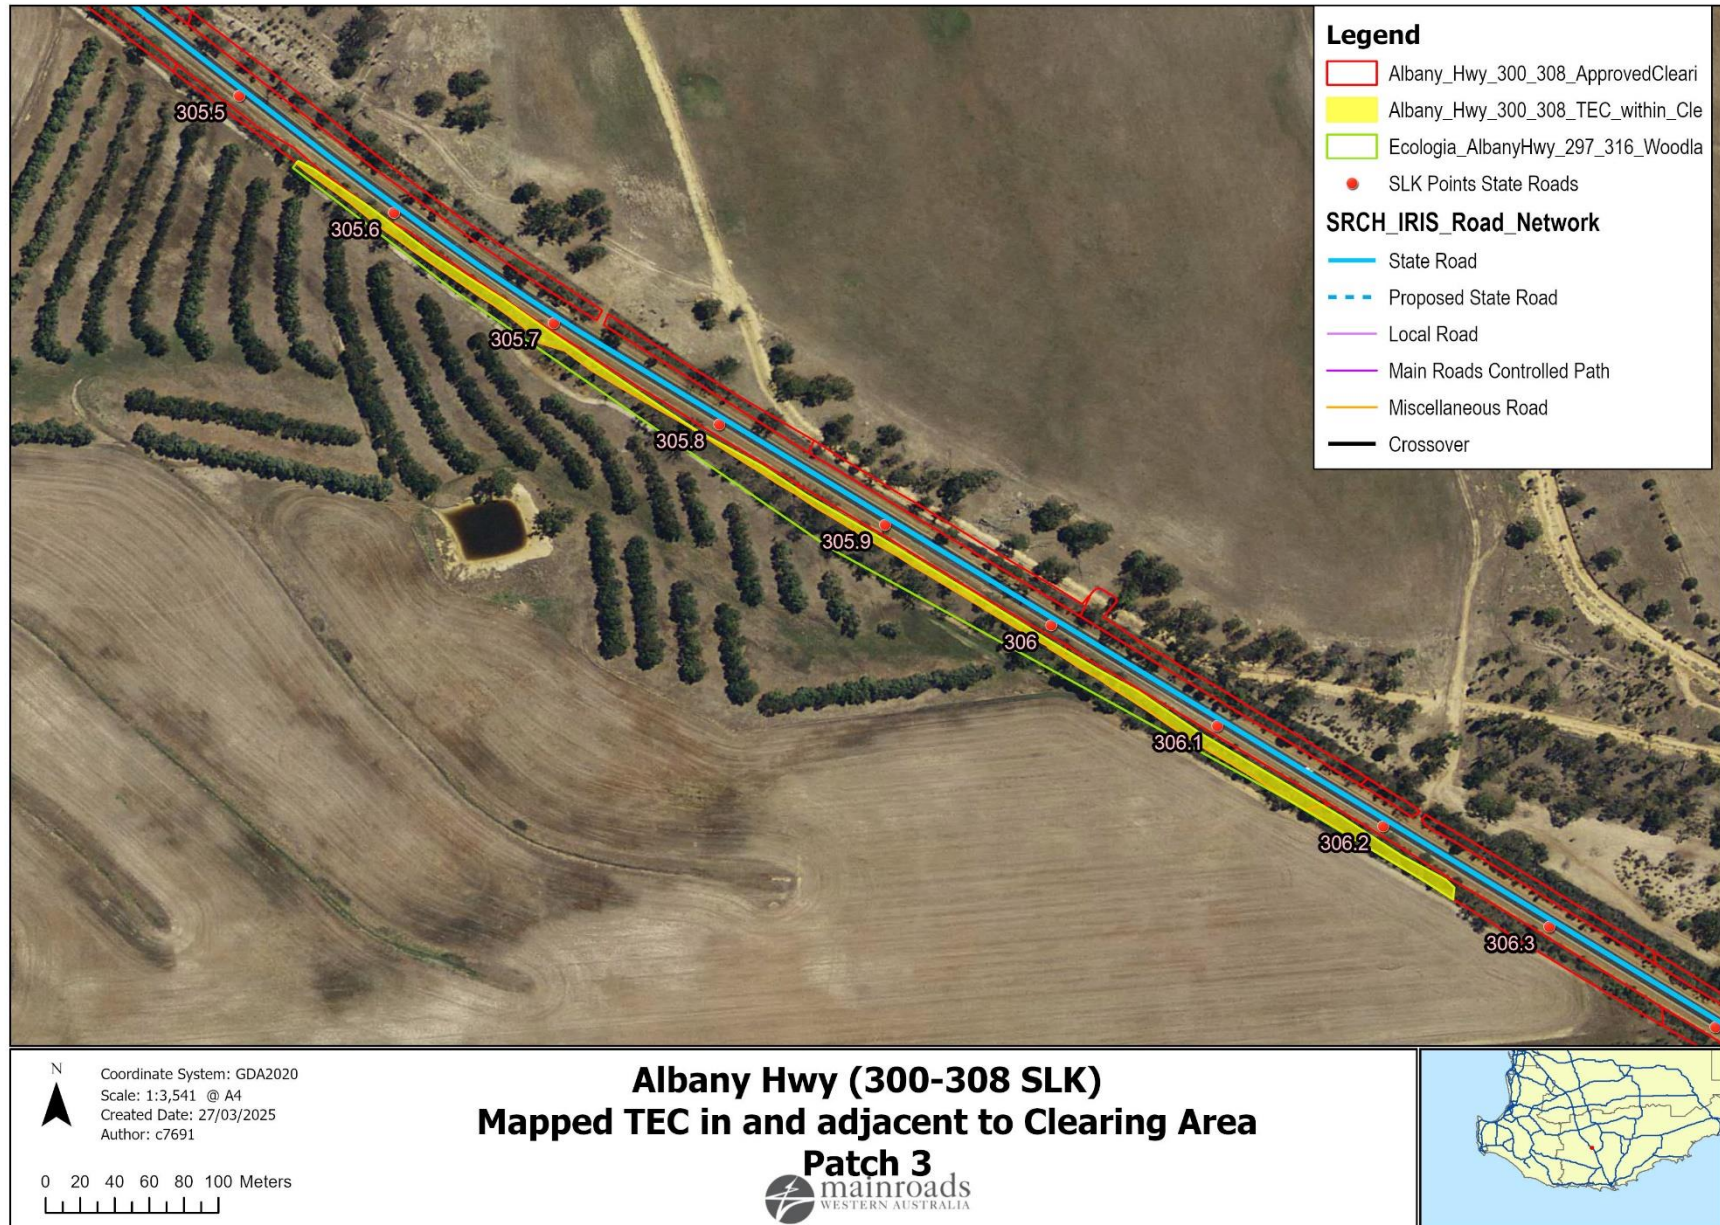 Legend
Albany_Hwy_300_308_ApprovedCleari
Albany_Hwy_300_308_TEC_within_Cle
Ecologia_AlbanyHwy_297_316_Woodla
SLK Points State Roads
SRCH_IRIS_Road_Network
State Road
Proposed State Road
Local Road
Main Roads Controlled Path
Miscellaneous Road
Crossover
305.5
305.6
305.7
305.8
305.9
306
306.1
306.2
306.3
N
Coordinate System: GDA2020
Scale: 1:3,541 @ A4
Created Date: 27/03/2025
Author: c7691
0 20 40 60 80 100 Meters
Albany Hwy (300-308 SLK)
Mapped TEC in and adjacent to Clearing Area
Patch 3
mainroads
WESTERN AUSTRALIA